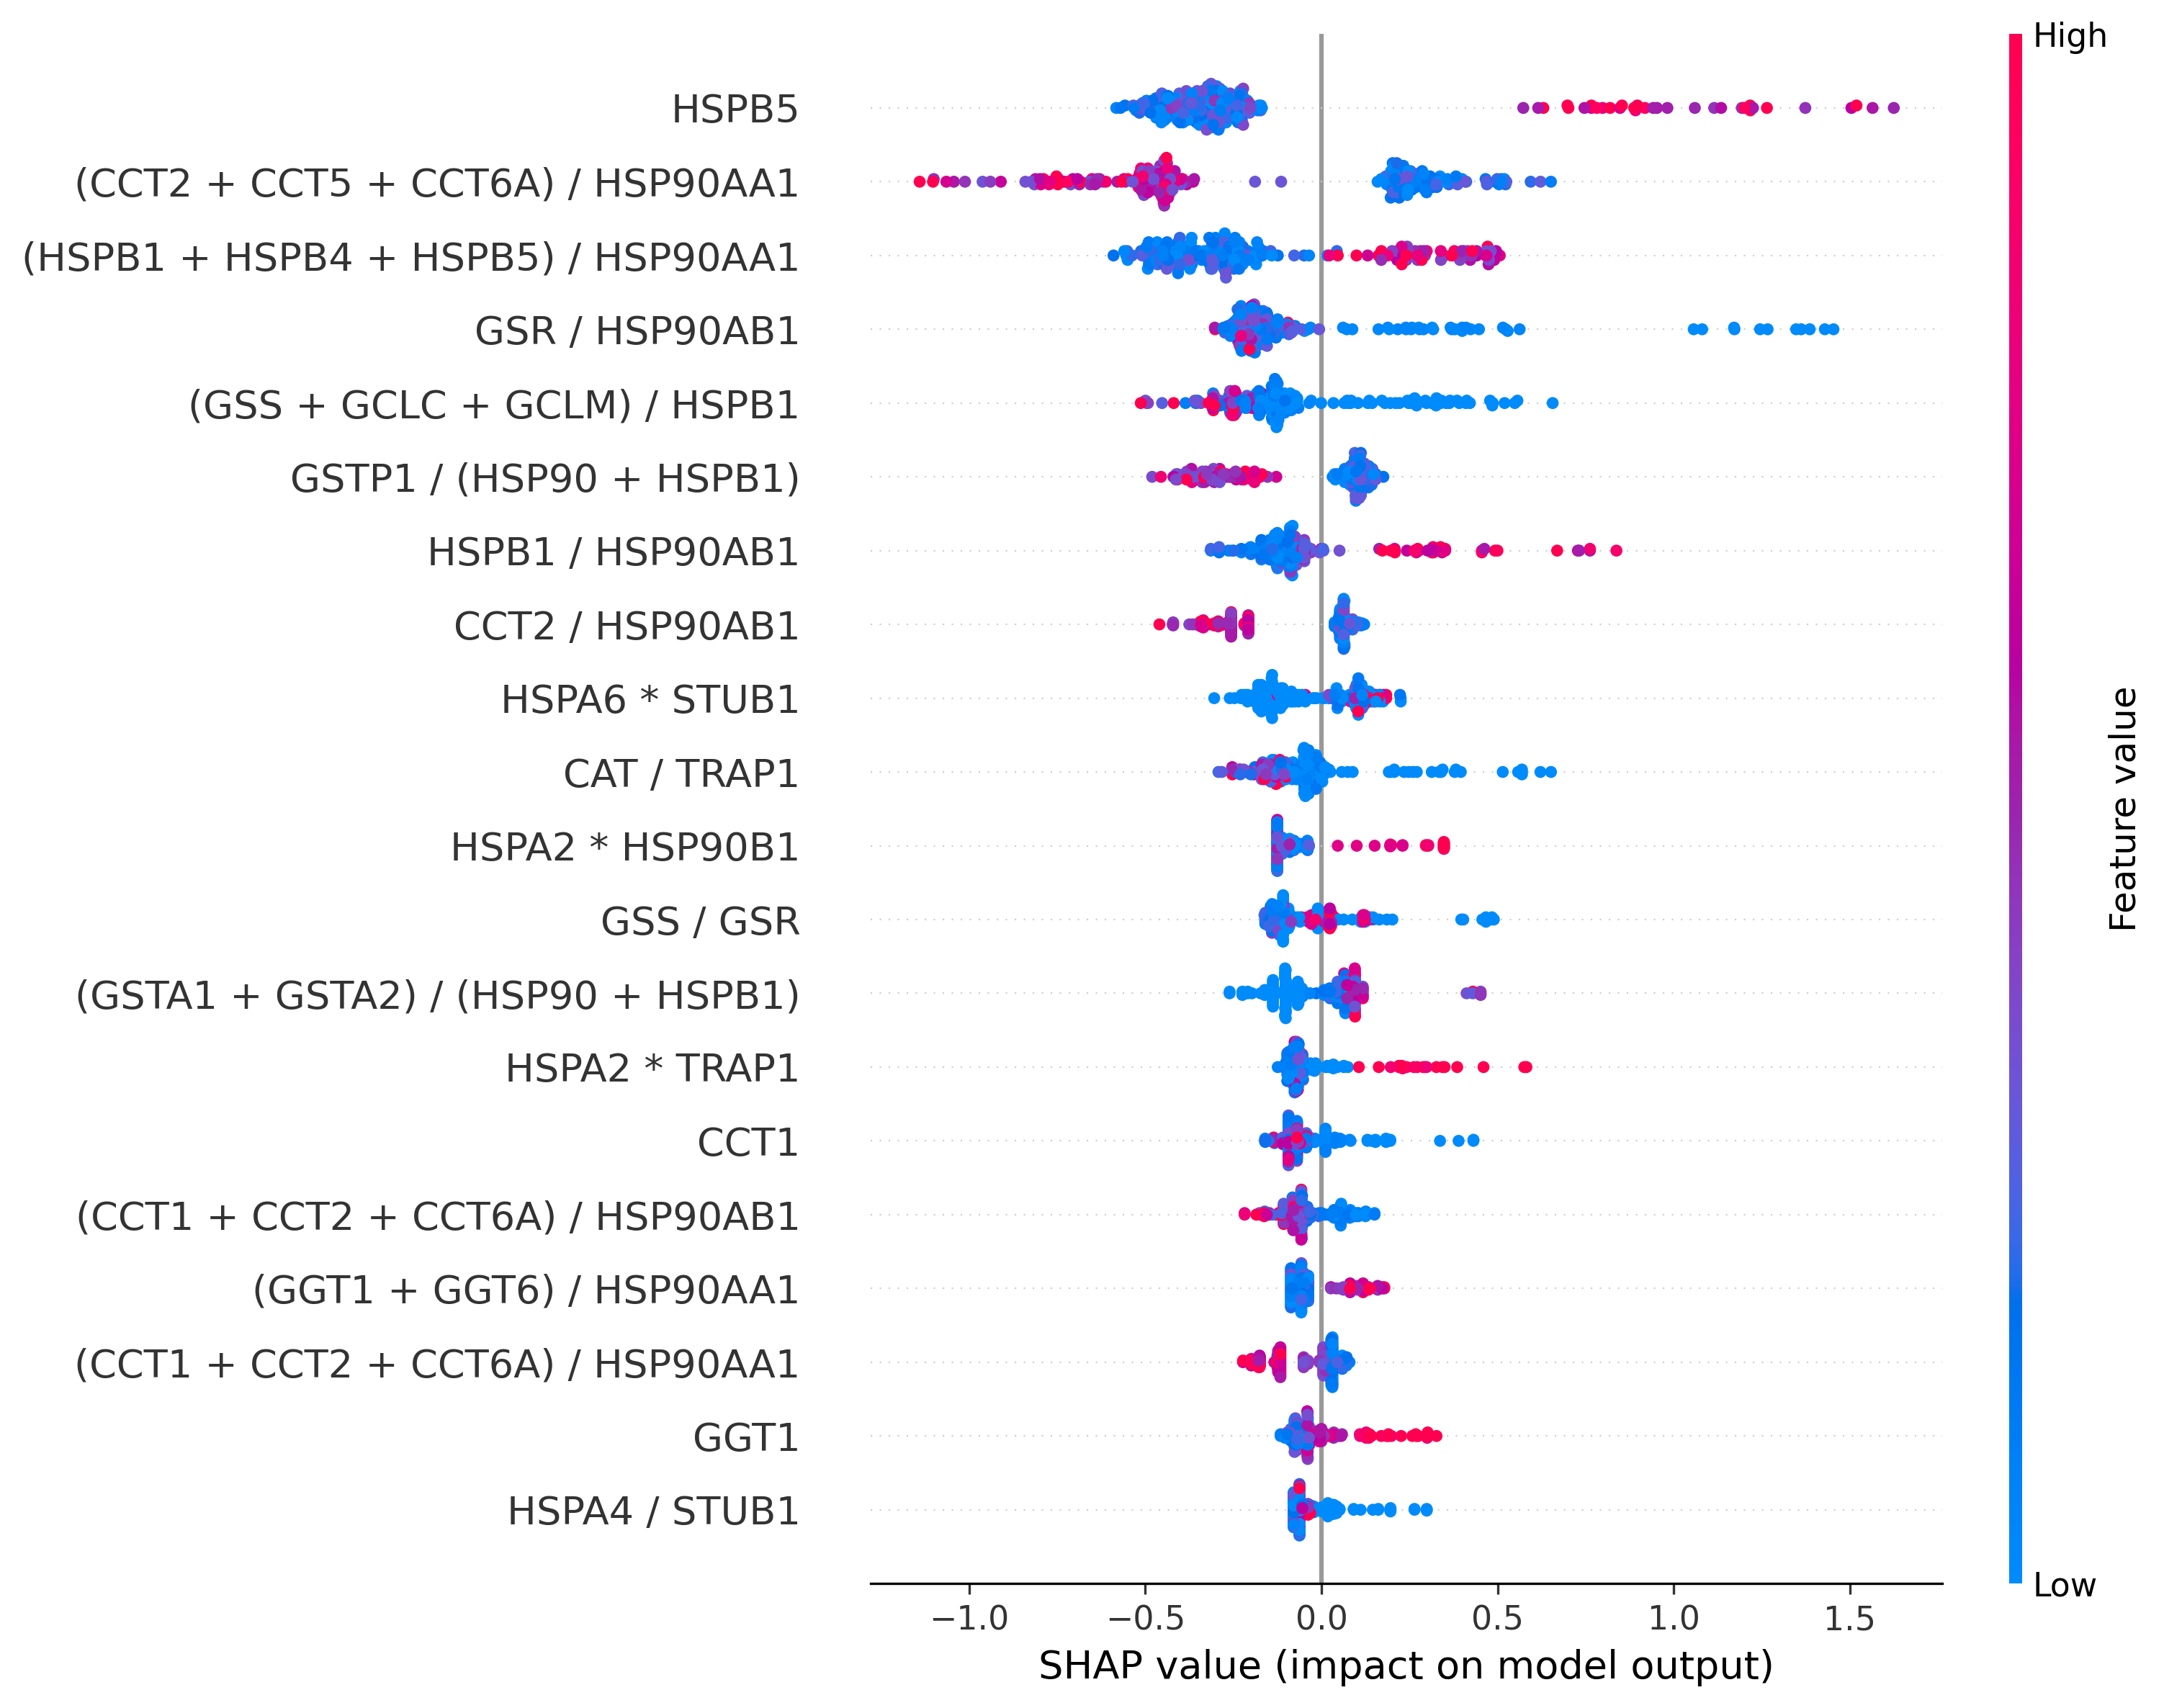 High
HSPB5
(CCT2 + CCT5 + CCT6A) / HSP90AA1
(HSPB1 + HSPB4 + HSPB5) / HSP90AA1
GSR / HSP90AB1
(GSS + GCLC + GCLM) / HSPB1
GSTP1 / (HSP90 + HSPB1)
HSPB1 / HSP90AB1
CCT2 / HSP90AB1
HSPA6 * STUB1
CAT / TRAP1
HSPA2 * HSP90B1
GSS / GSR
(GSTA1 + GSTA2) / (HSP90 + HSPB1)
HSPA2 * TRAP1
CCT1
(CCT1 + CCT2 + CCT6A) / HSP90AB1
(GGT1 + GGT6) / HSP90AA1
(CCT1 + CCT2 + CCT6A) / HSP90AA1
GGT1
HSPA4 / STUB1
Feature value
Low
−1.0 −0.5 0.0 0.5 1.0 1.5
SHAP value (impact on model output)